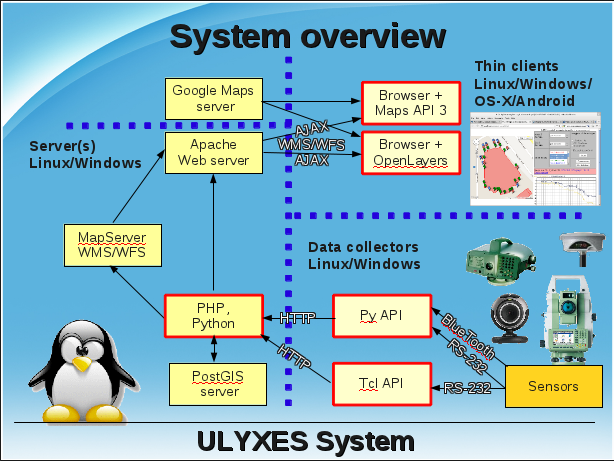 System overview
Google Maps
server
Browser +
Maps API 3
Thin clients
Linux/Windows/
OS-X/Android
Server(s)
Linux/Windows
Apache
Web server
AJAX
WMS/WFS
AJAX
Browser +
OpenLayers
MapServer
WMS/WFS
Data collectors
Linux/Windows
PHP,
Python
HTTP
Py API
BlueTooth
RS-232
HTTP
PostGIS
server
Tcl API
RS-232
Sensors
ULYXES System